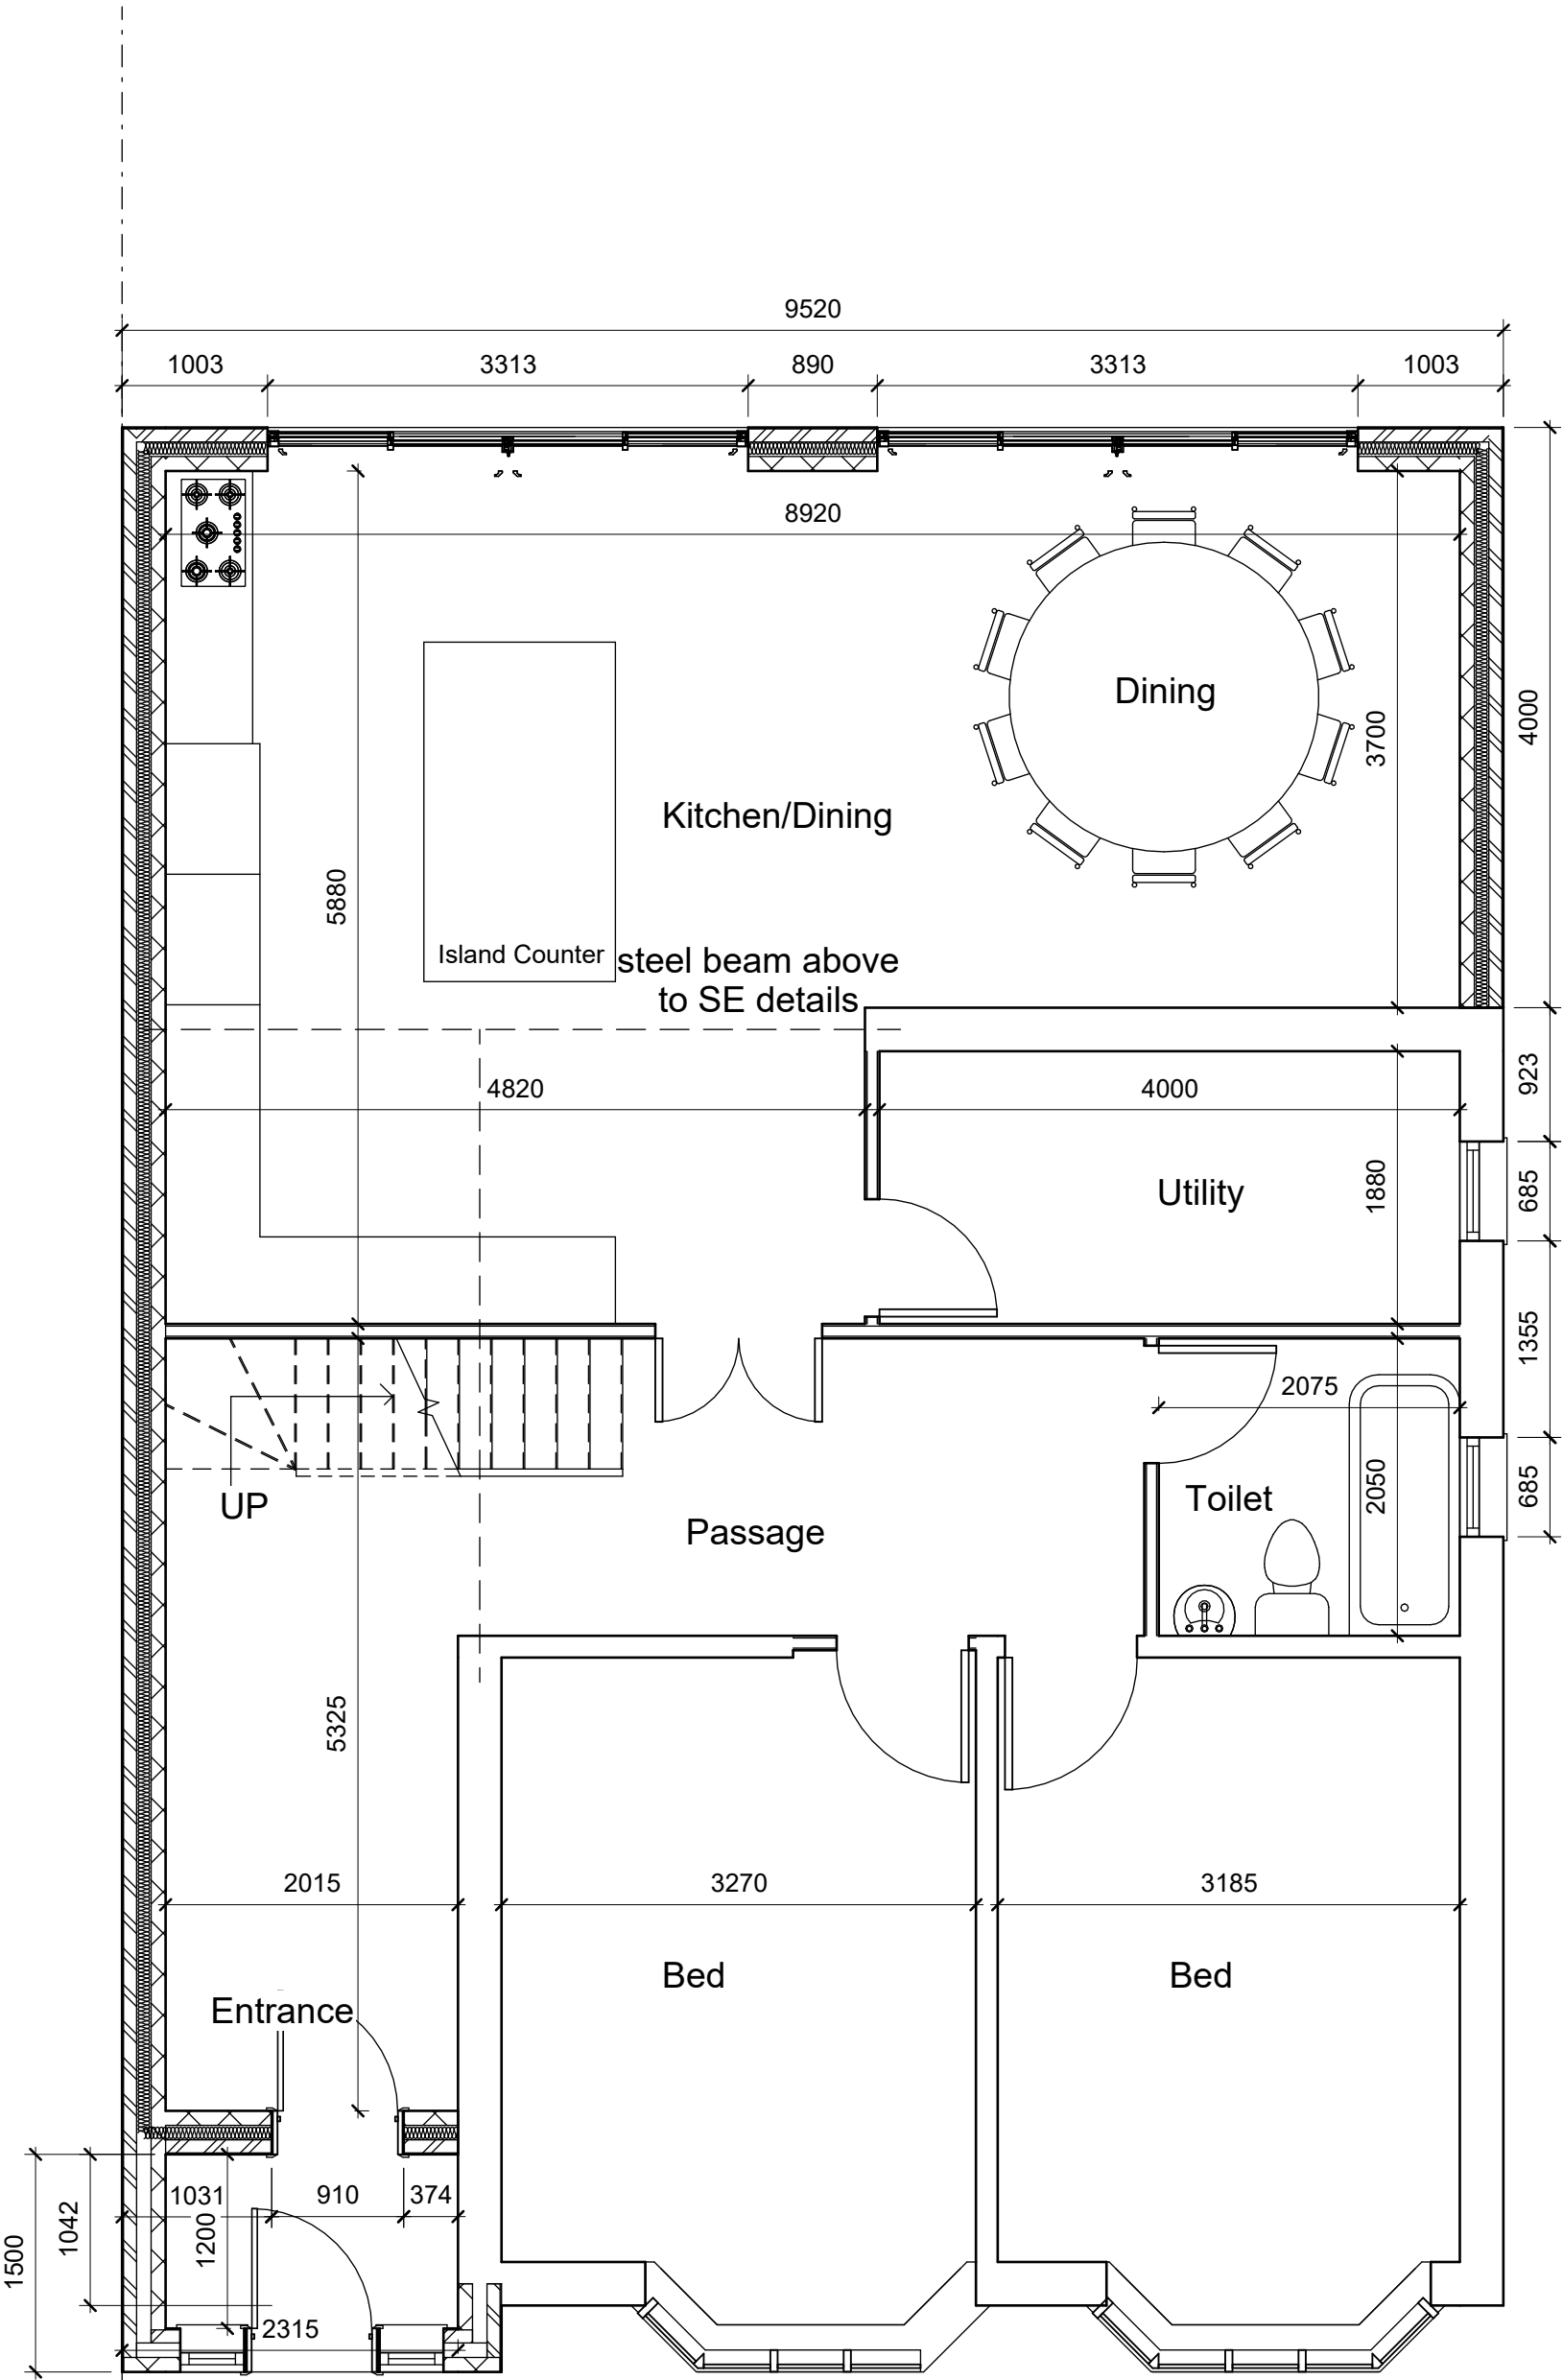 9520
1003
3313
890
3313
1003
8920
Dining
4000
3700
Kitchen/Dining
5880
Island Counter
steel beam above
to SE details
4820
4000
923
Utility
1880
685
1355
2075
UP
Toilet
2050
685
Passage
5325
2015
3270
3185
Bed
Bed
Entrance
1031
910
374
1042
1200
1500
2315